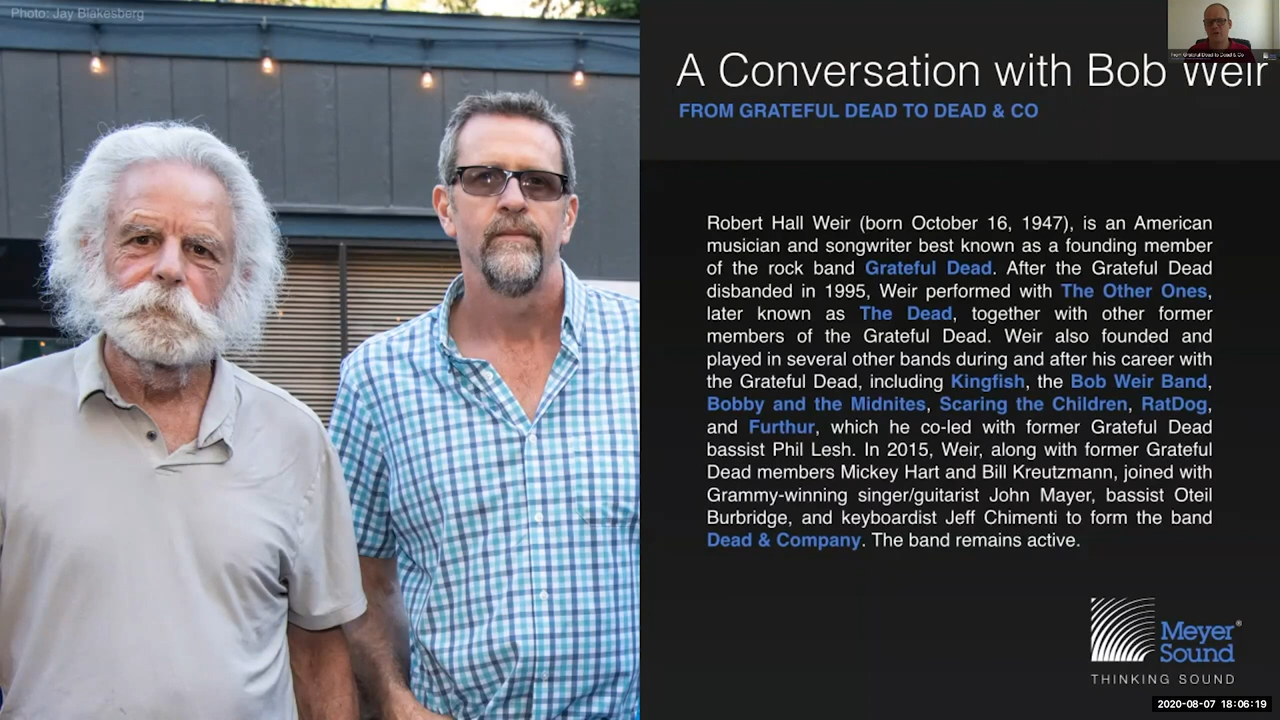 Photo: Jay Blakesberg
From Grateful Dead to Dead & Co
A Conversation with Bob Weir
FROM GRATEFUL DEAD TO DEAD & CO
Robert Hall Weir (born October 16, 1947), is an American
musician and songwriter best known as a founding member
of the rock band Grateful Dead. After the Grateful Dead
disbanded in 1995, Weir performed with The Other Ones,
later known as The Dead, together with other former
members of the Grateful Dead. Weir also founded and
played in several other bands during and after his career with
the Grateful Dead, including Kingfish, the Bob Weir Band,
Bobby and the Midnites, Scaring the Children, RatDog,
and Furthur, which he co-led with former Grateful Dead
bassist Phil Lesh. In 2015, Weir, along with former Grateful
Dead members Mickey Hart and Bill Kreutzmann, joined with
Grammy-winning singer/guitarist John Mayer, bassist Oteil
Burbridge, and keyboardist Jeff Chimenti to form the band
Dead & Company. The band remains active.
Meyer®
Sound
THINKING SOUND
2020-08-07 18:06:19